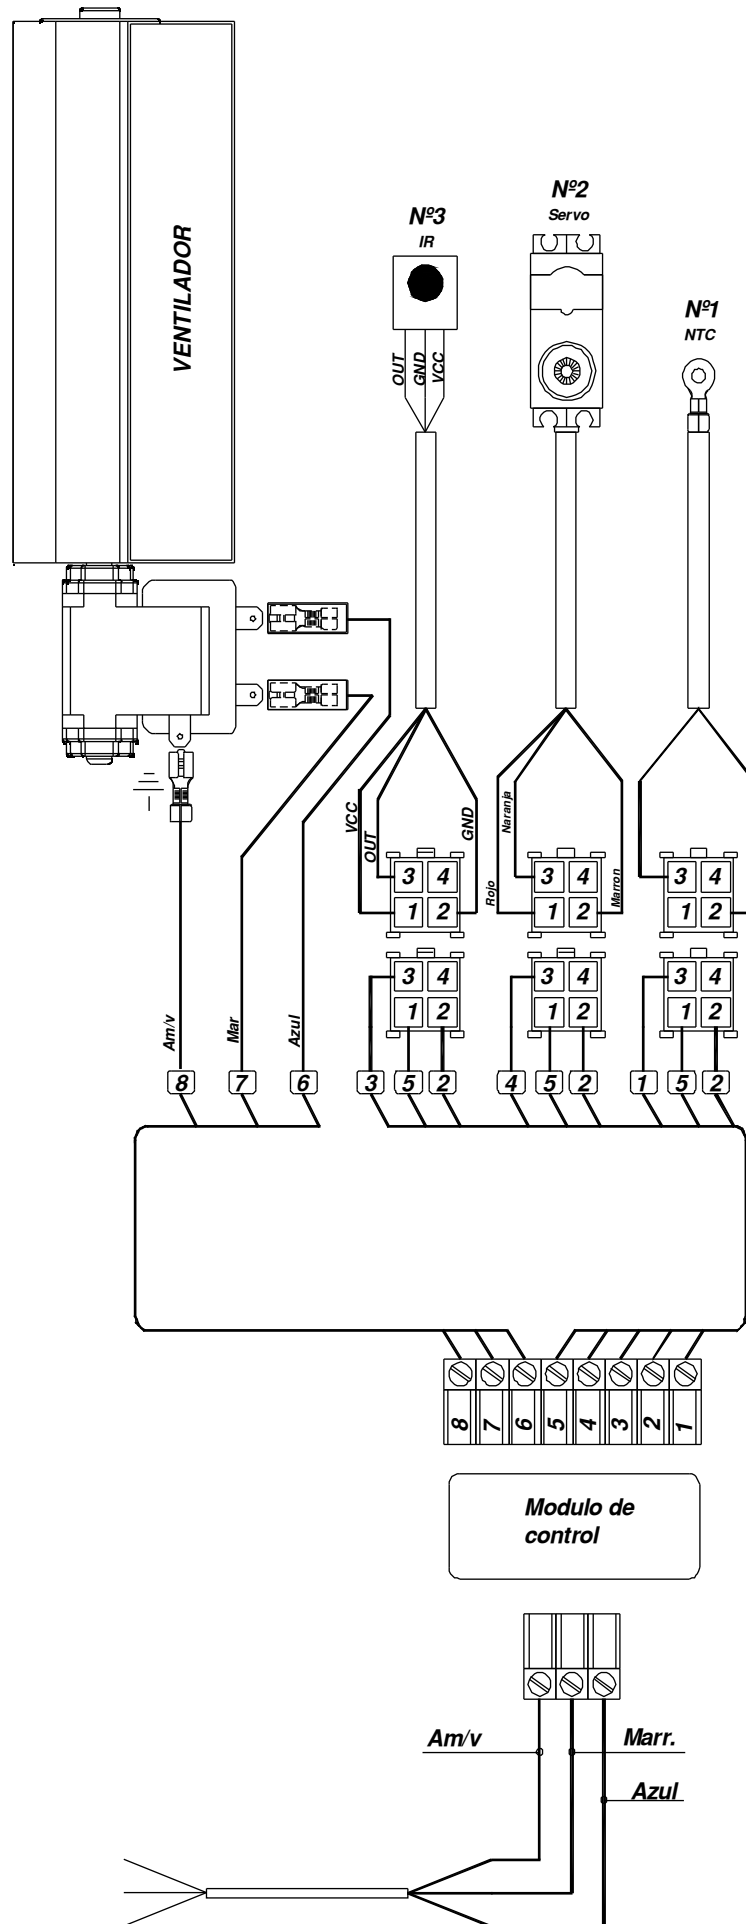 VENTILADOR
Nº3
IR
Nº2
Servo
Nº1
NTC
OUT
GND
VCC
VCC
OUT
GND
Rojo
Naranja
Marron
3 4
1 2
3 4
1 2
3 4
1 2
3 4
1 2
3 4
1 2
3 4
1 2
Am/v
Mar
Azul
8 7 6 3 5 2 4 5 2 1 5 2
8 7 6 5 4 3 2 1
Modulo de
control
Am/v
Marr.
Azul